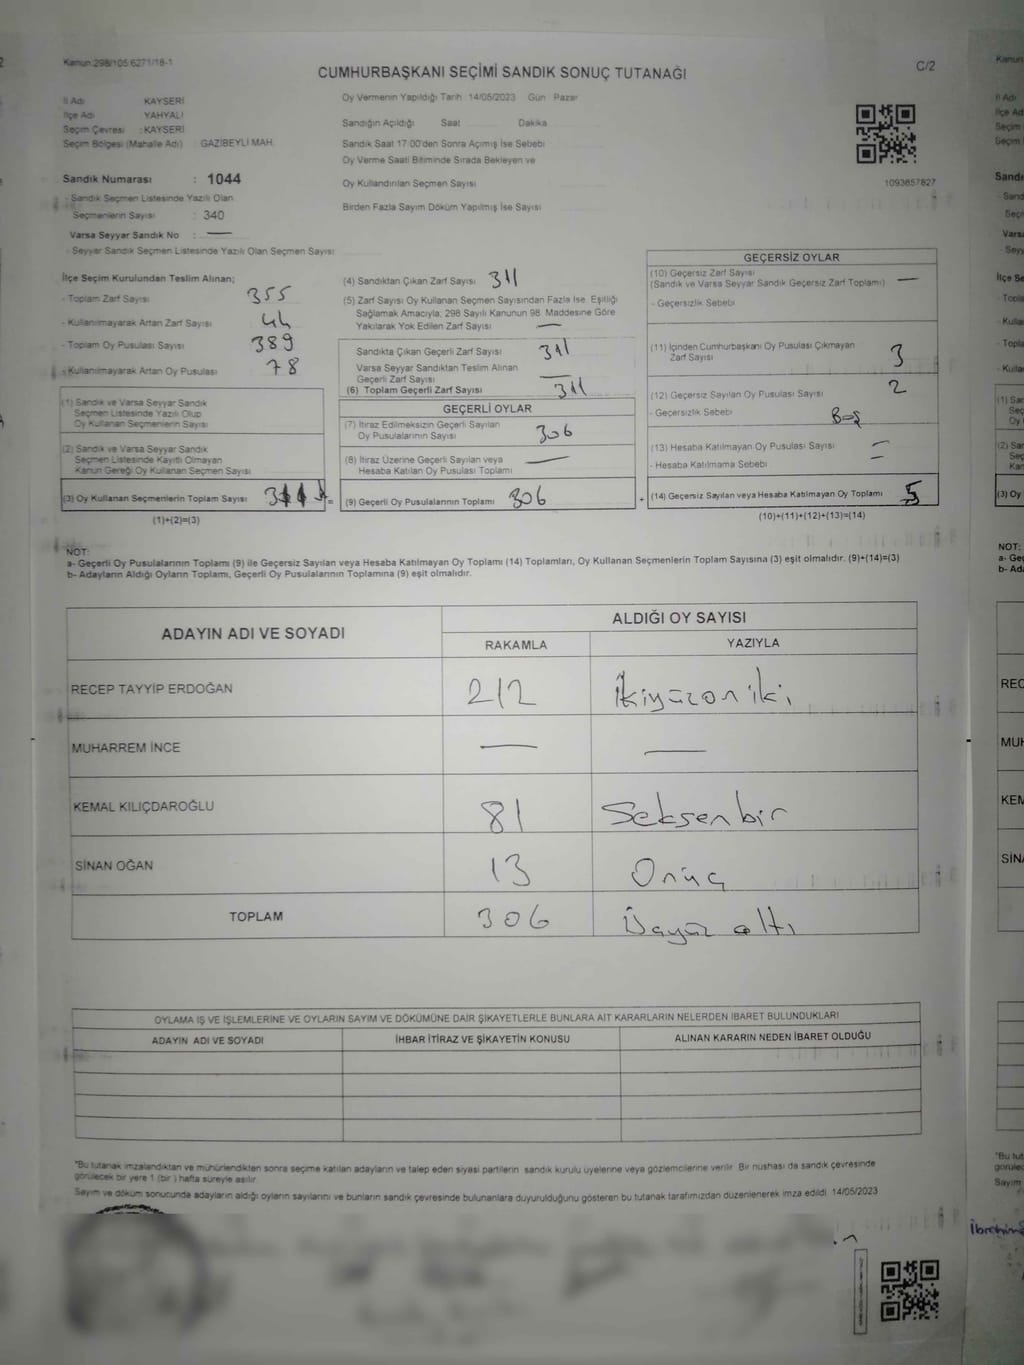 Kanun:298/105,6271/18-1
CUMHURBAŞKANI SEÇİMİ SANDIK SONUÇ TUTANAĞI
C/2
İl Adı KAYSERİ
İlçe Adı YAHYALI
Seçim Çevresi : KAYSERİ
Seçim Bölgesi (Mahalle Adı) GAZİBEYLİ MAH.
Sandık Numarası : 1044
- Sandık Seçmen Listesinde Yazılı Olan
Seçmenlerin Sayısı : 340
Varsa Seyyar Sandık No : —
- Seyyar Sandık Seçmen Listesinde Yazılı Olan Seçmen Sayısı
Oy Vermenin Yapıldığı Tarih : 14/05/2023 Gün : Pazar
Sandığın Açıldığı Saat Dakika
Sandık Saat 17:00'den Sonra Açılmış İse Sebebi
Oy Verme Saati Bitiminde Sırada Bekleyen ve
Oy Kullandırılan Seçmen Sayısı
Birden Fazla Sayım Döküm Yapılmış İse Sayısı
1093657827
İlçe Seçim Kurulundan Teslim Alınan;
- Toplam Zarf Sayısı 355
- Kullanılmayarak Artan Zarf Sayısı 44
- Toplam Oy Pusulası Sayısı 389
- Kullanılmayarak Artan Oy Pusulası 78
(1) Sandık ve Varsa Seyyar Sandık
Seçmen Listesinde Yazılı Olup
Oy Kullanan Seçmenlerin Sayısı
(2) Sandık ve Varsa Seyyar Sandık
Seçmen Listesinde Kayıtlı Olmayan
Kanun Gereği Oy Kullanan Seçmen Sayısı
(3) Oy Kullanan Seçmenlerin Toplam Sayısı
(1)+(2)=(3)
(4) Sandıktan Çıkan Zarf Sayısı 311
(5) Zarf Sayısı Oy Kullanan Seçmen Sayısından Fazla İse, Eşitliği
Sağlamak Amacıyla, 298 Sayılı Kanunun 98. Maddesine Göre
Yakılarak Yok Edilen Zarf Sayısı —
Sandıkta Çıkan Geçerli Zarf Sayısı 311
Varsa Seyyar Sandıktan Teslim Alınan
Geçerli Zarf Sayısı —
(6) Toplam Geçerli Zarf Sayısı 311
GEÇERLİ OYLAR
(7) İtiraz Edilmeksizin Geçerli Sayılan
Oy Pusulalarının Sayısı 306
(8) İtiraz Üzerine Geçerli Sayılan veya
Hesaba Katılan Oy Pusulası Toplamı —
= (9) Geçerli Oy Pusulalarının Toplamı 306
GEÇERSİZ OYLAR
(10) Geçersiz Zarf Sayısı
(Sandık ve Varsa Seyyar Sandık Geçersiz Zarf Toplamı) —
- Geçersizlik Sebebi
(11) İçinden Cumhurbaşkanı Oy Pusulası Çıkmayan
Zarf Sayısı 3
(12) Geçersiz Sayılan Oy Pusulası Sayısı 2
- Geçersizlik Sebebi Boş
(13) Hesaba Katılmayan Oy Pusulası Sayısı —
- Hesaba Katılmama Sebebi —
+ (14) Geçersiz Sayılan veya Hesaba Katılmayan Oy Toplamı 5
(10)+(11)+(12)+(13)=(14)
NOT:
a- Geçerli Oy Pusulasının Toplamı (9) ile Geçersiz Sayılan veya Hesaba Katılmayan Oy Toplamı (14) Toplamları, Oy Kullanan Seçmenlerin Toplam Sayısına (3) eşit olmalıdır. (9)+(14)=(3)
b- Adayların Aldığı Oyların Toplamı, Geçerli Oy Pusulalarının Toplamına (9) eşit olmalıdır.
ADAYIN ADI VE SOYADI ALDIĞI OY SAYISI
RAKAMLA YAZIYLA
RECEP TAYYİP ERDOĞAN 212 İkiyüzoniki
MUHARREM İNCE — —
KEMAL KILIÇDAROĞLU 81 Seksenbir
SİNAN OĞAN 13 Onüç
TOPLAM 306 Üçyüz altı
OYLAMA İŞ VE İŞLEMLERİNE VE OYLARIN SAYIM VE DÖKÜMÜNE DAİR ŞİKAYETLERLE BUNLARA AİT KARARLARIN NELERDEN İBARET BULUNDUKLARI
ADAYIN ADI VE SOYADI İHBAR İTİRAZ VE ŞİKAYETİN KONUSU ALINAN KARARIN NEDEN İBARET OLDUĞU
"Bu tutanak imzalandıktan ve mühürlendikten sonra seçime katılan adayların ve talep eden siyasi partilerin sandık kurulu üyelerine veya gözlemcilerine verilir. Bir nüshası da sandık çevresinde
görülecek bir yere 1 (bir) hafta süreyle asılır.
Sayım ve döküm sonucunda adayların aldığı oyların sayılarını ve bunların sandık çevresinde bulunanlara duyurulduğunu gösteren bu tutanak tarafımızdan düzenlenerek imza edildi. 14/05/2023